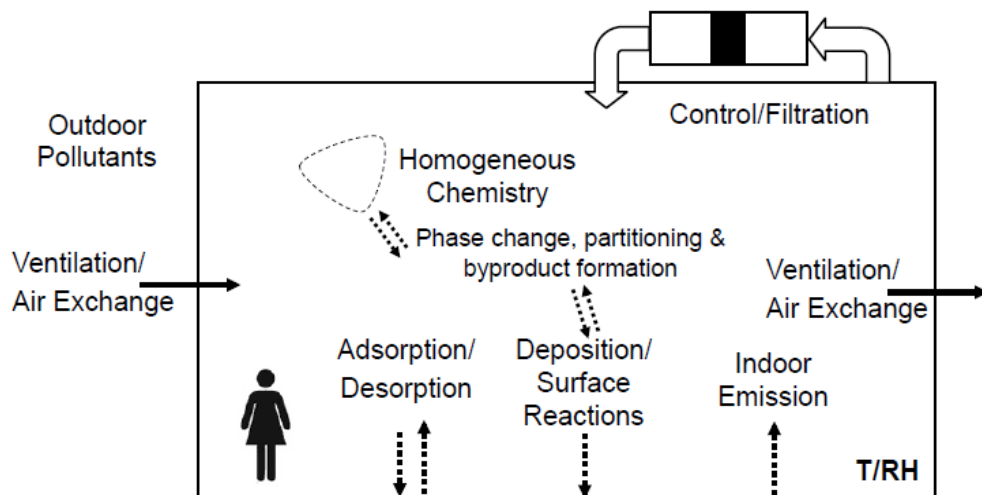 Control/Filtration
Outdoor
Pollutants
Homogeneous
Chemistry
Phase change, partitioning &
byproduct formation
Ventilation/
Air Exchange
Ventilation/
Air Exchange
Adsorption/
Desorption
Deposition/
Surface
Reactions
Indoor
Emission
T/RH